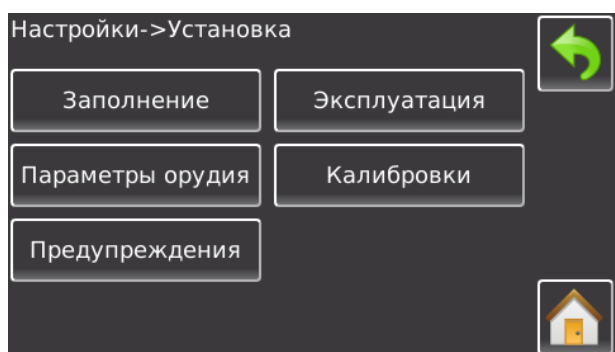 Настройки->Установка
Заполнение
Эксплуатация
Параметры орудия
Калибровки
Предупреждения